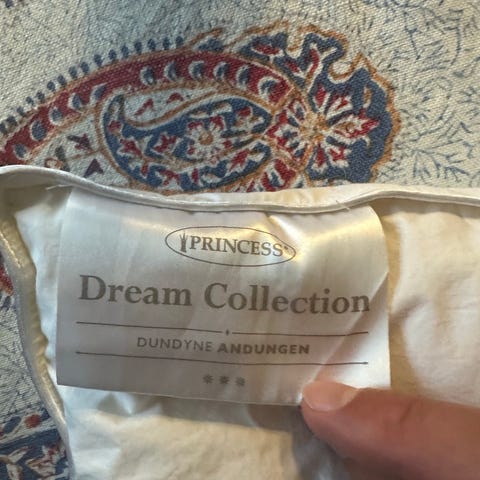 PRINCESS®
Dream Collection
DUNDYNE ANDUNGEN
***